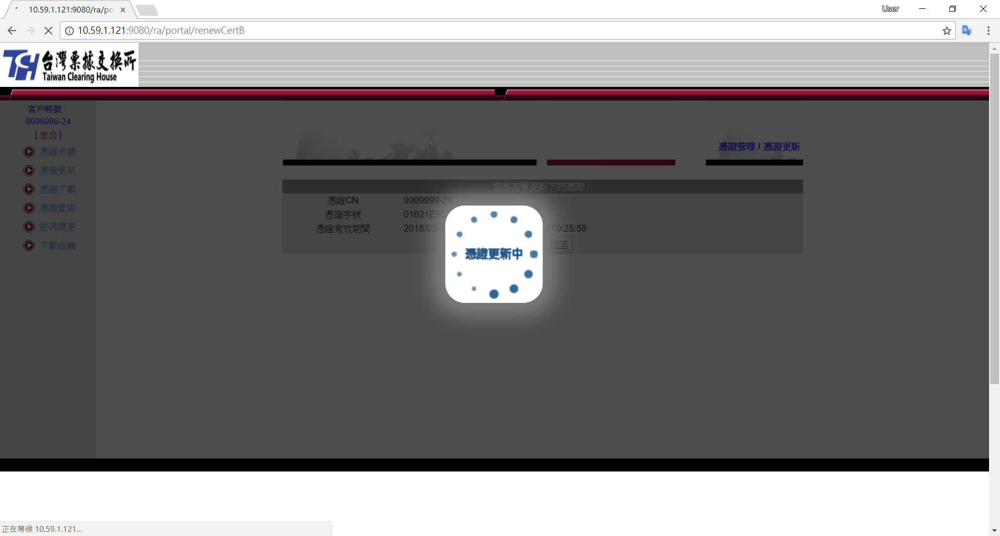 10.59.1.121:9080/ra/po
User
10.59.1.121:9080/ra/portal/renewCertB
台灣票據交換所
Taiwan Clearing House
客戶帳號：
9999999-24
[ 登出 ]
憑證申請
憑證更新
憑證下載
憑證查詢
密碼變更
下載金鑰
憑證管理 / 憑證更新
您是否要更新下列憑證：
憑證CN 9999999-24
憑證序號 01621E98
憑證有效期間 2018/03/1 10:25:58
返回
憑證更新中
正在等候 10.59.1.121...